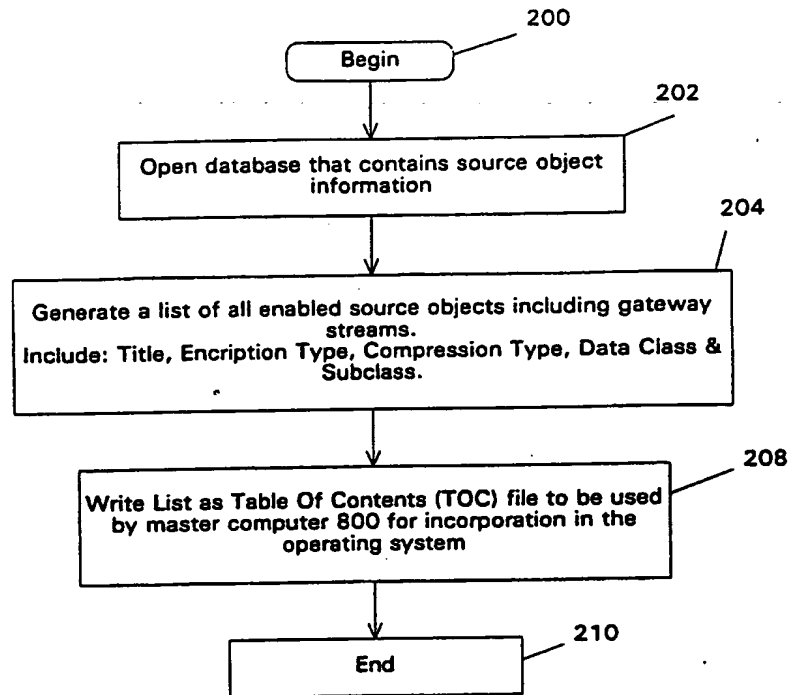 200
Begin
202
Open database that contains source object
information
204
Generate a list of all enabled source objects including gateway
streams.
Include: Title, Encription Type, Compression Type, Data Class &
Subclass.
208
Write List as Table Of Contents (TOC) file to be used
by master computer 800 for incorporation in the
operating system
210
End